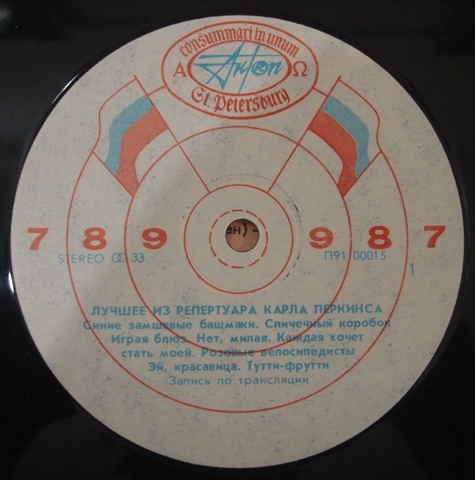 consummari in unum
Α Антоп Ω
St. Petersburg
7 8 9 9 8 7
STEREO 33
П91 00015
1
ЛУЧШЕЕ ИЗ РЕПЕРТУАРА КАРЛА ПЕРКИНСА
Синие замшевые башмаки. Спичечный коробок
Играя блюз. Нет, милая. Каждая хочет
стать моей. Розовые велосипедисты
Эй, красавица. Тутти-фрутти
Запись по трансляции